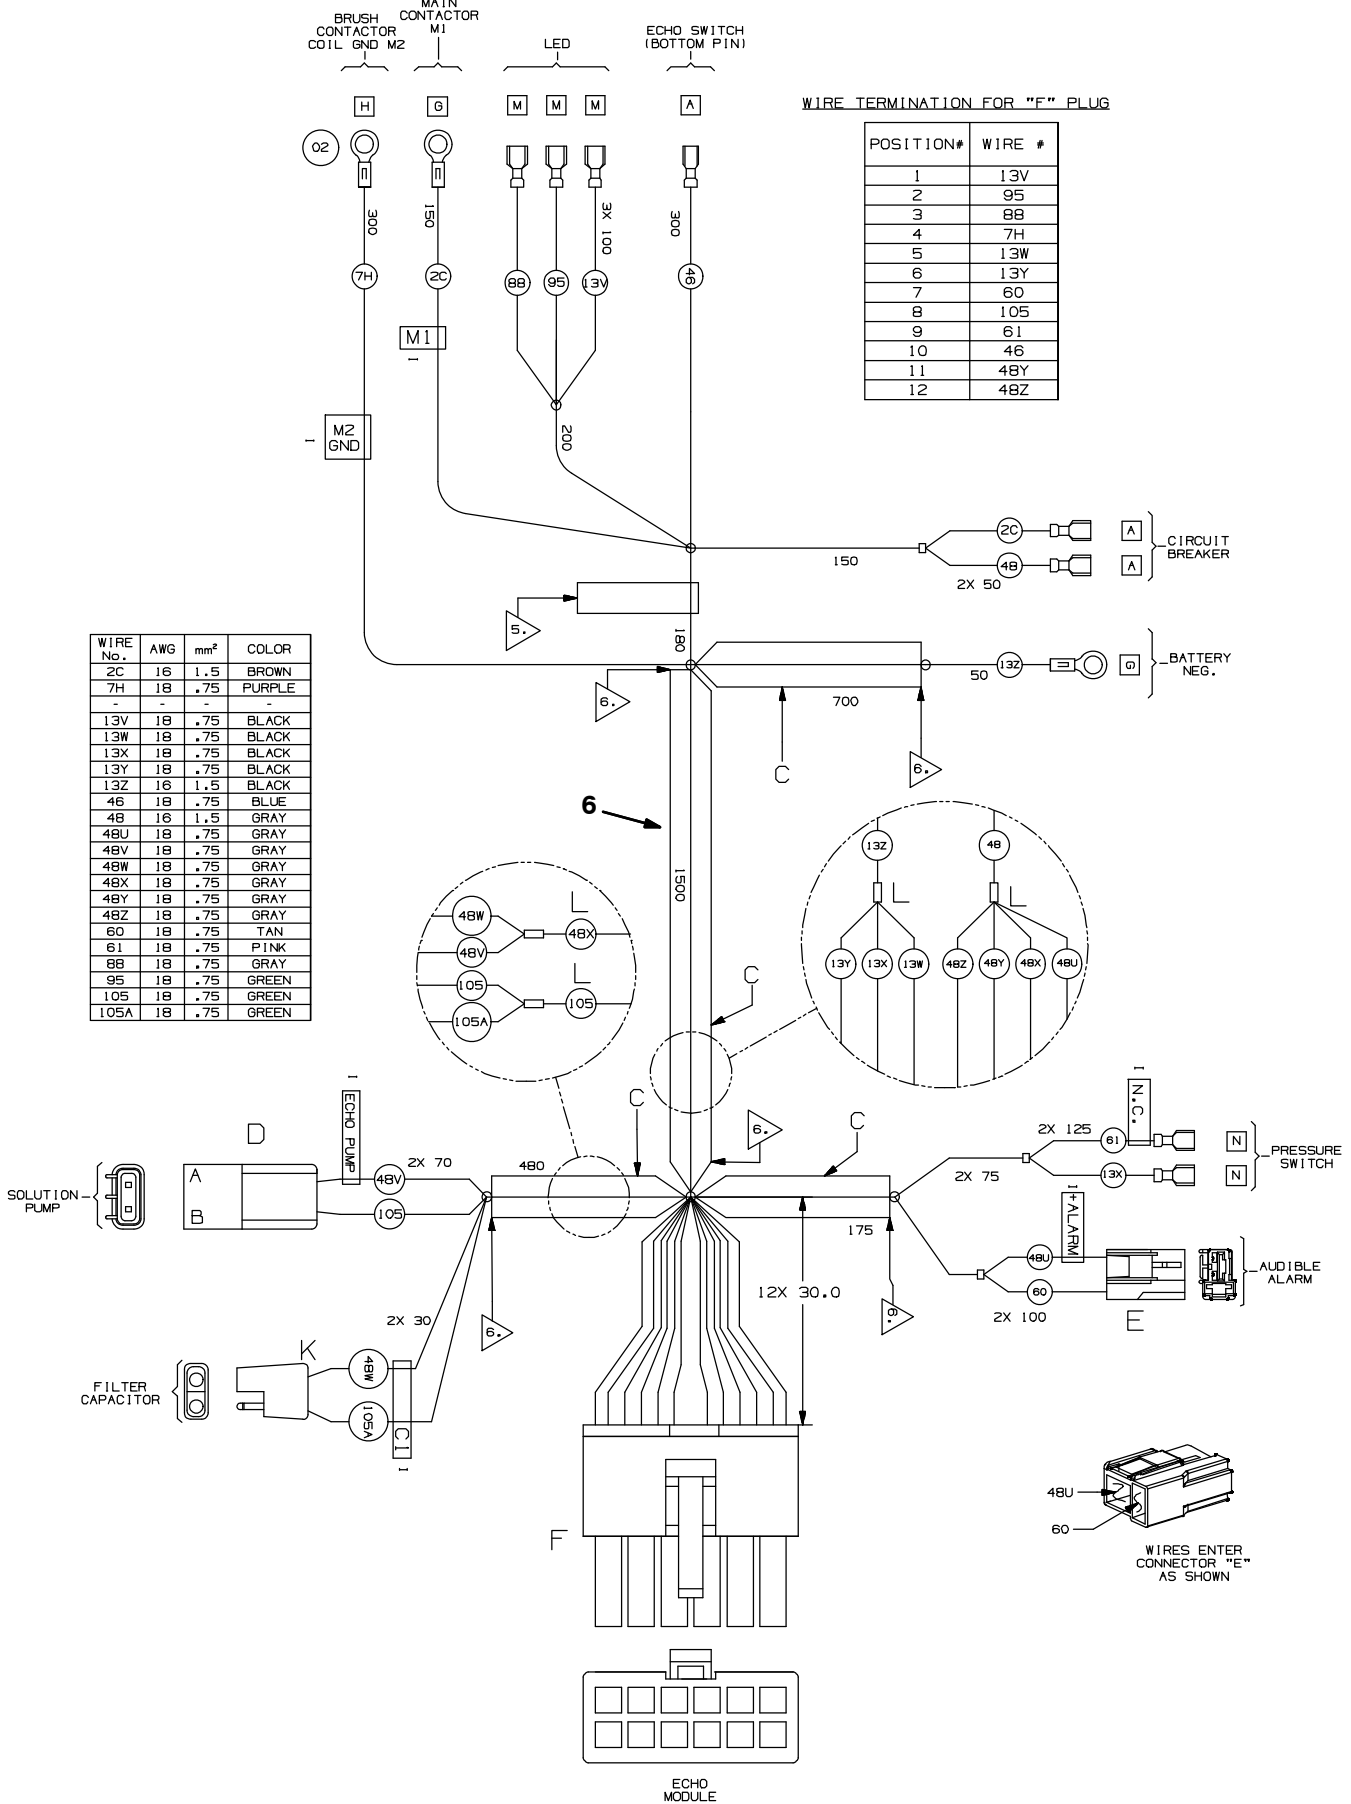 MAIN
CONTACTOR
M1
BRUSH
CONTACTOR
COIL GND M2
LED
ECHO SWITCH
(BOTTOM PIN)
H
G
M
M
M
A
02
300
150
3X 100
300
7H
2C
88
95
13V
46
M1
I
M2
GND
I
200
WIRE TERMINATION FOR "F" PLUG
POSITION# WIRE #
1 13V
2 95
3 88
4 7H
5 13W
6 13Y
7 60
8 105
9 61
10 46
11 48Y
12 48Z
150
2C
48
2X 50
A
A
CIRCUIT
BREAKER
5.
180
6.
700
C
6.
50
13Z
G
BATTERY
NEG.
WIRE No. AWG mm² COLOR
2C 16 1.5 BROWN
7H 18 .75 PURPLE
- - - -
13V 18 .75 BLACK
13W 18 .75 BLACK
13X 18 .75 BLACK
13Y 18 .75 BLACK
13Z 16 1.5 BLACK
46 18 .75 BLUE
48 16 1.5 GRAY
48U 18 .75 GRAY
48V 18 .75 GRAY
48W 18 .75 GRAY
48X 18 .75 GRAY
48Y 18 .75 GRAY
48Z 18 .75 GRAY
60 18 .75 TAN
61 18 .75 PINK
88 18 .75 GRAY
95 18 .75 GREEN
105 18 .75 GREEN
105A 18 .75 GREEN
6
1500
48W
48V
L
48X
105
105A
L
105
13Z
48
L
L
13Y
13X
13W
48Z
48Y
48X
48U
C
C
6.
C
SOLUTION
PUMP
D
A
B
I
ECHO PUMP
48V
105
2X 70
480
2X 30
6.
FILTER
CAPACITOR
K
48W
105A
C1
I
175
12X 30.0
6.
2X 75
2X 125
61
13X
I
N.C.
N
N
PRESSURE
SWITCH
I
+ALARM
48U
60
2X 100
E
AUDIBLE
ALARM
F
48U
60
WIRES ENTER
CONNECTOR "E"
AS SHOWN
ECHO
MODULE